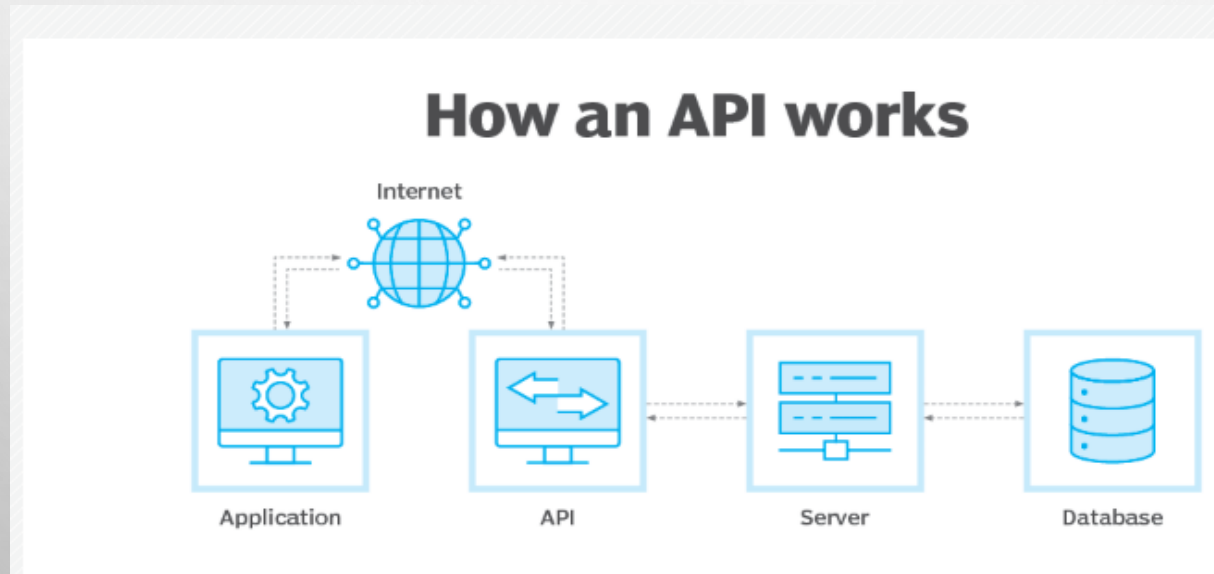 How an API works
Internet
Application
API
Server
Database